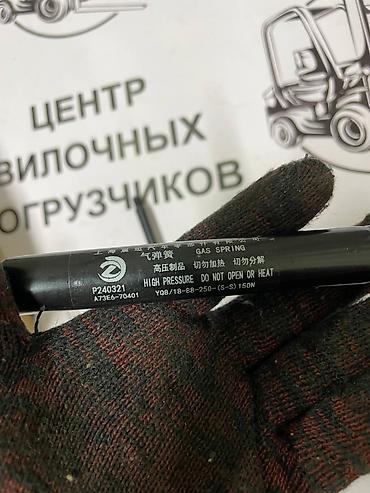 ЦЕНТР
ВИЛОЧНЫХ
ОГРУЗЧИКОВ
气弹簧 GAS SPRING
高压制品 切勿加热 切勿分解
HIGH PRESSURE DO NOT OPEN OR HEAT
P240321
A73E6-70401 YQ8/18-88-250-(S-S)150N